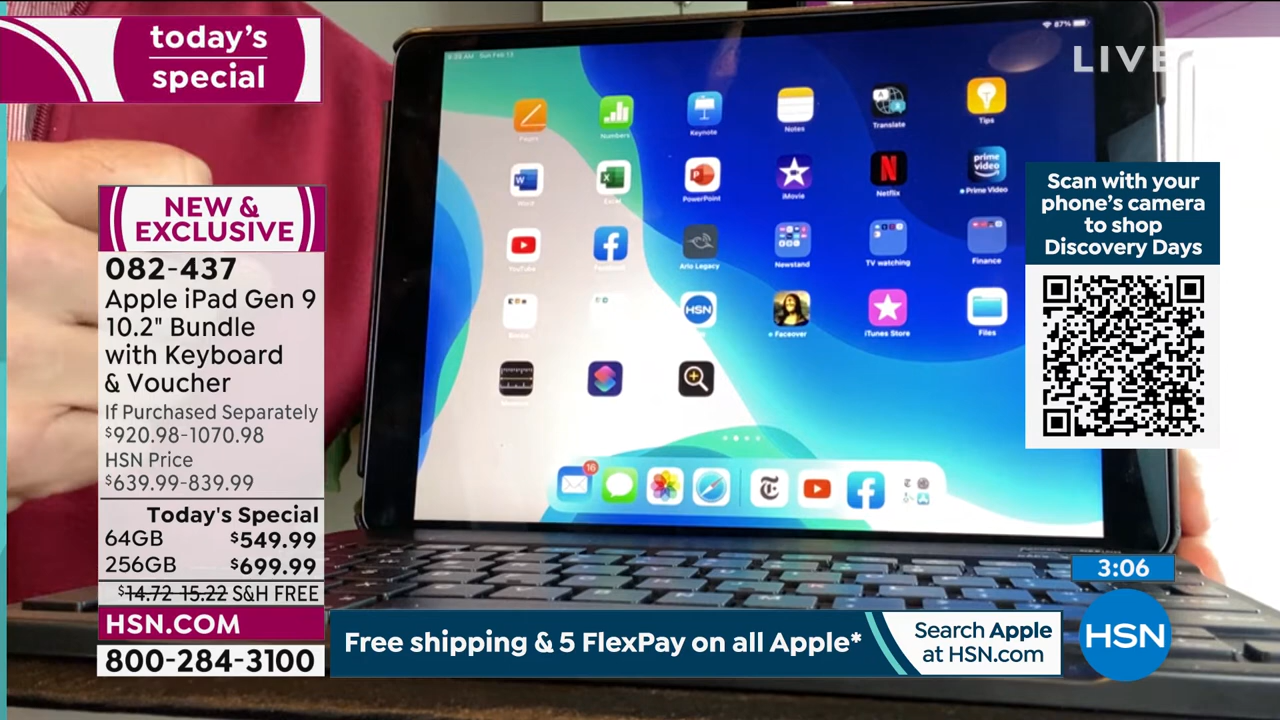 today's
special
LIVE
NEW &
EXCLUSIVE
082-437
Apple iPad Gen 9
10.2" Bundle
with Keyboard
& Voucher
If Purchased Separately
$920.98-1070.98
HSN Price
$639.99-839.99
Today's Special
64GB $549.99
256GB $699.99
$14.72-15.22 S&H FREE
HSN.COM
800-284-3100
Sun Feb 13
87%
Pages
Numbers
Keynote
Notes
Translate
Tips
Word
Excel
PowerPoint
iMovie
Netflix
prime
video
Prime Video
YouTube
Facebook
Arlo Legacy
Newsstand
TV watching
Finance
HSN
Faceover
iTunes Store
Files
16
Scan with your
phone's camera
to shop
Discovery Days
3:06
Free shipping & 5 FlexPay on all Apple*
Search Apple
at HSN.com
HSN